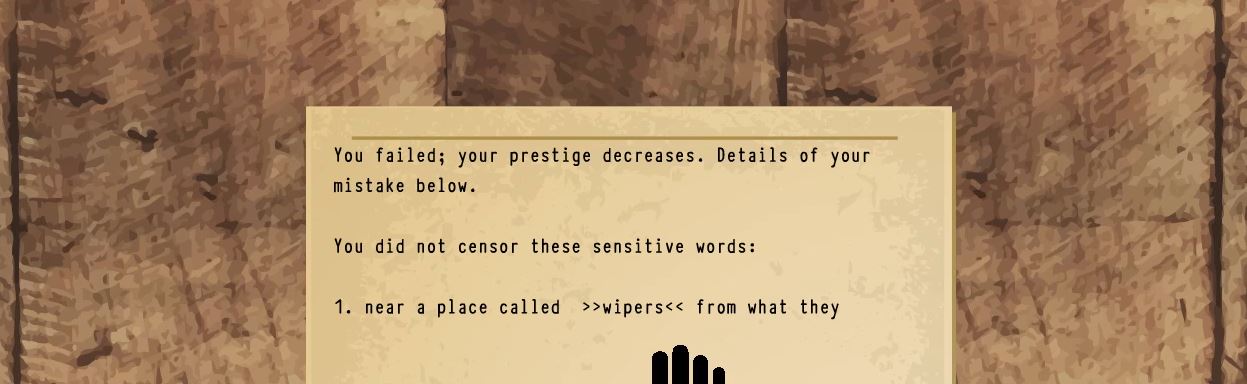 You failed; your prestige decreases. Details of your
mistake below.
You did not censor these sensitive words:
1. near a place called  >>wipers<< from what they